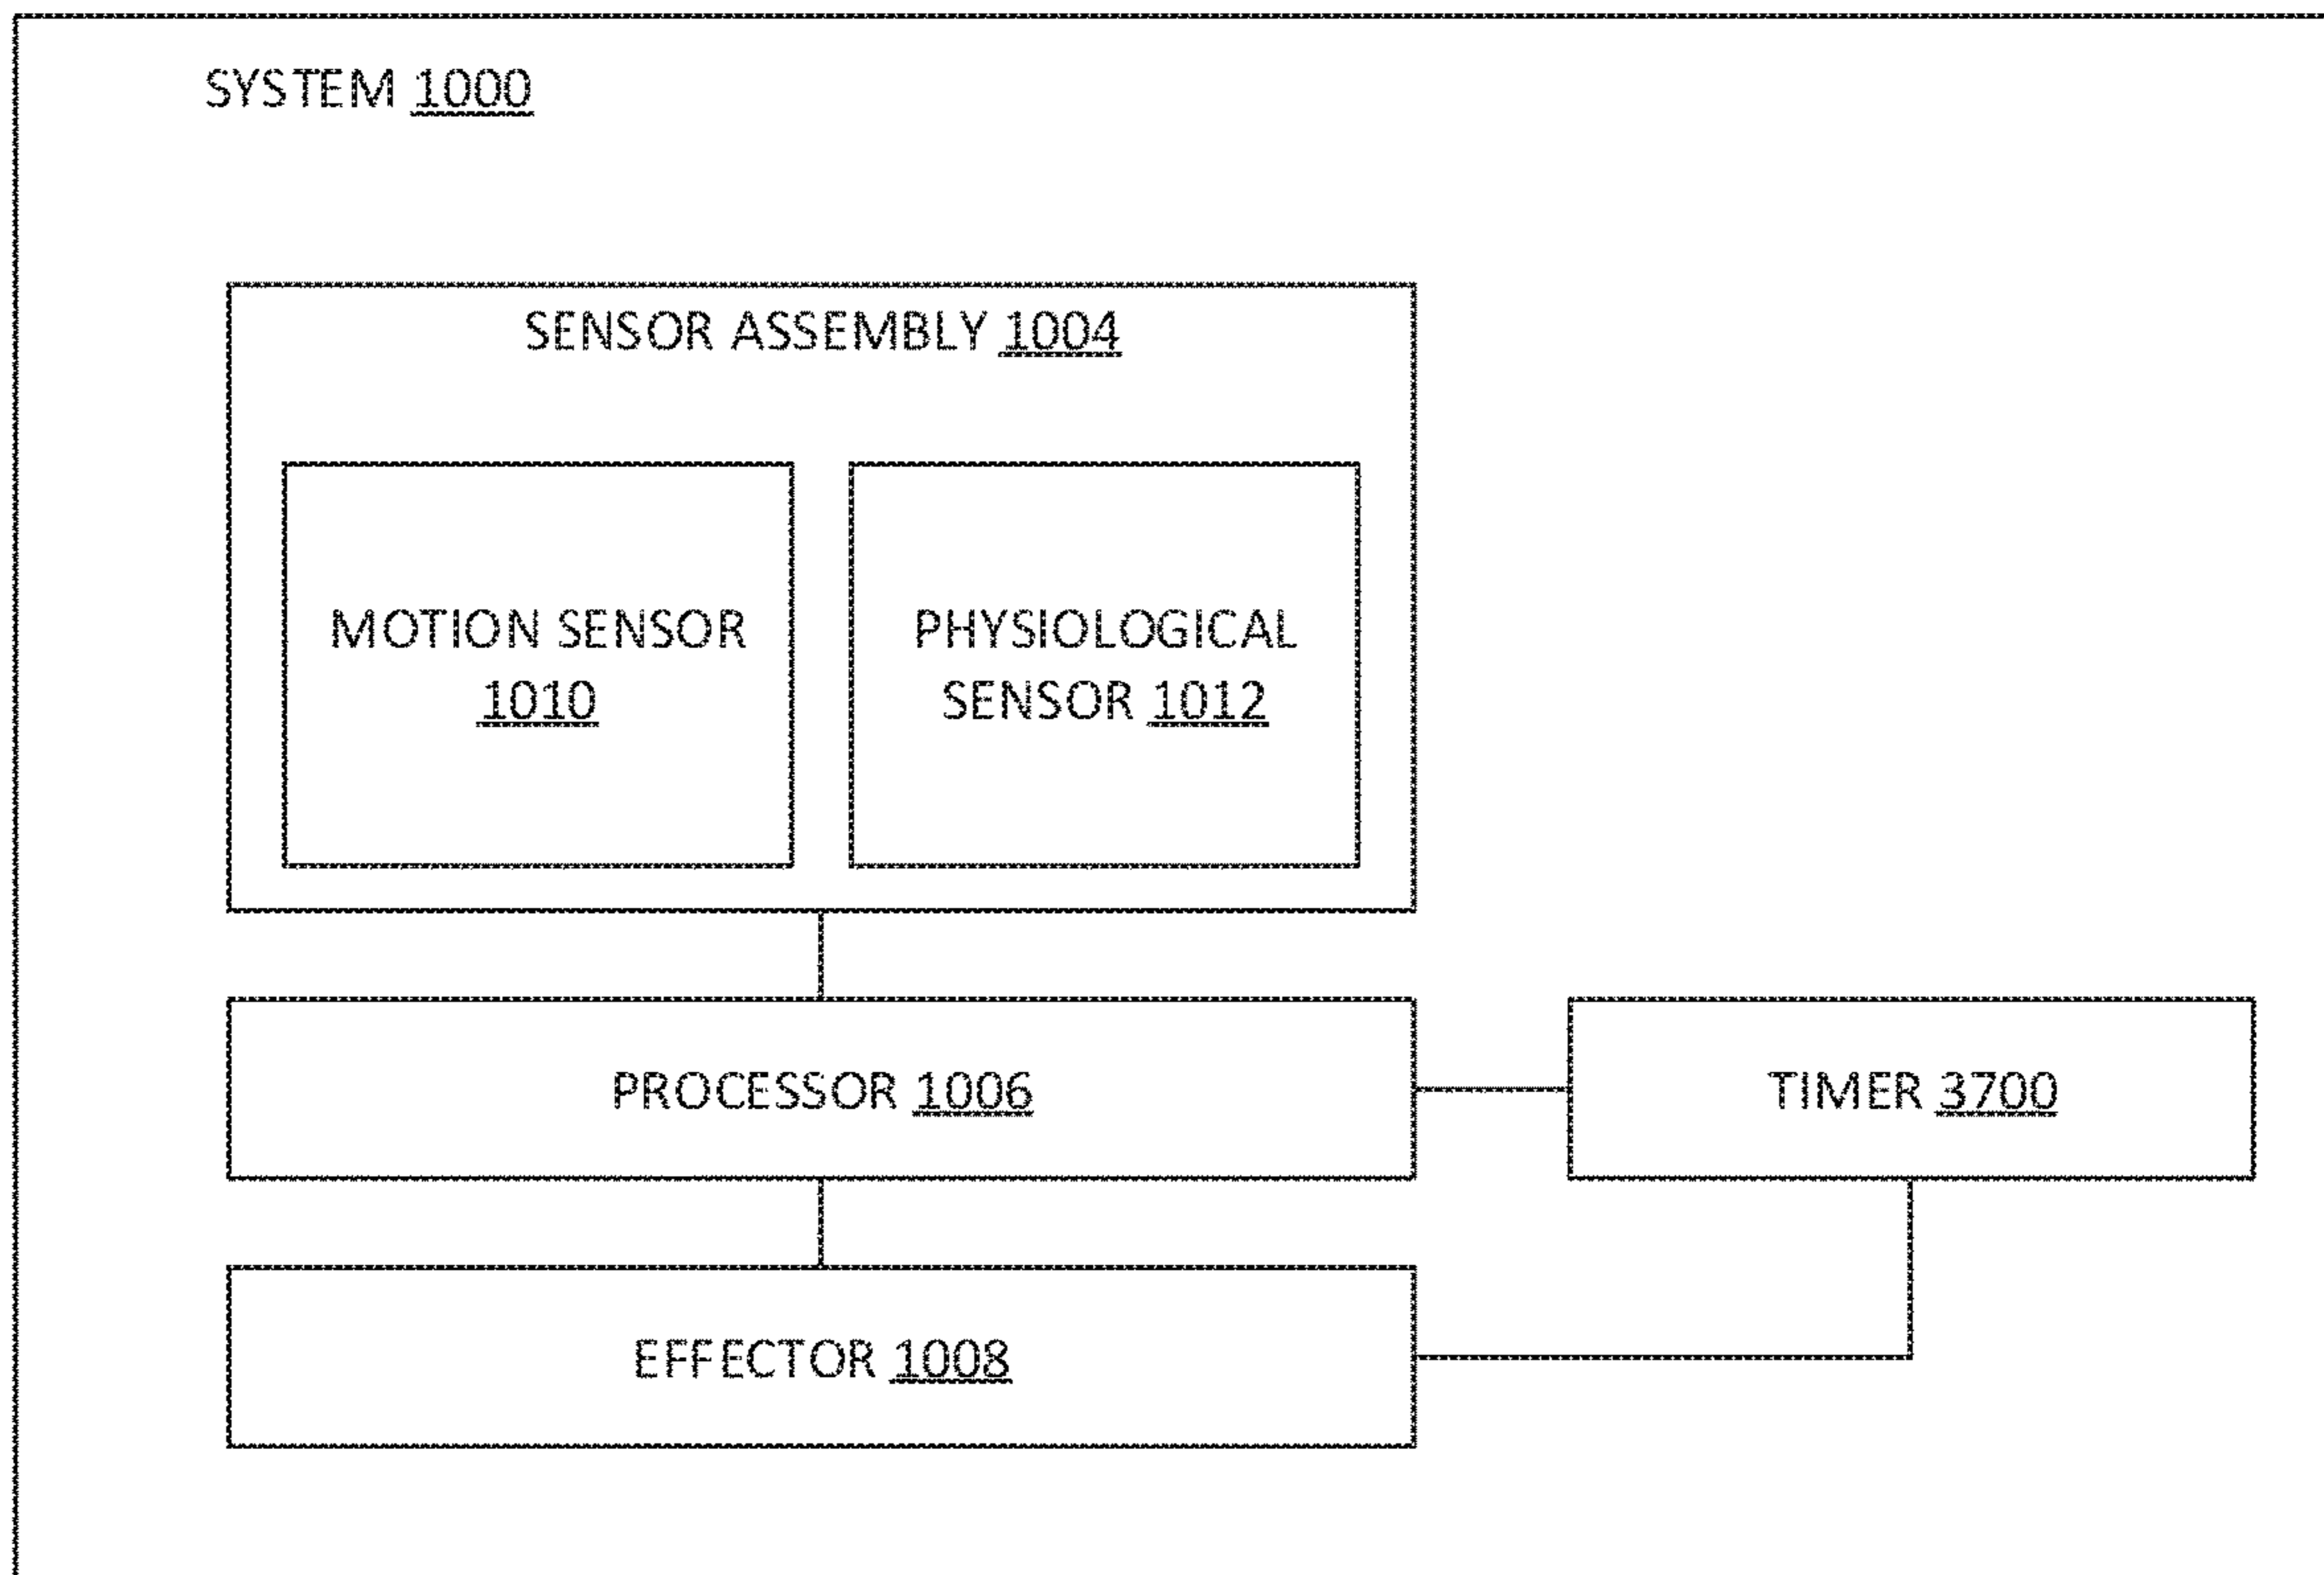 SYSTEM 1000
SENSOR ASSEMBLY 1004
MOTION SENSOR
1010
PHYSIOLOGICAL
SENSOR 1012
PROCESSOR 1006
TIMER 3700
EFFECTOR 1008